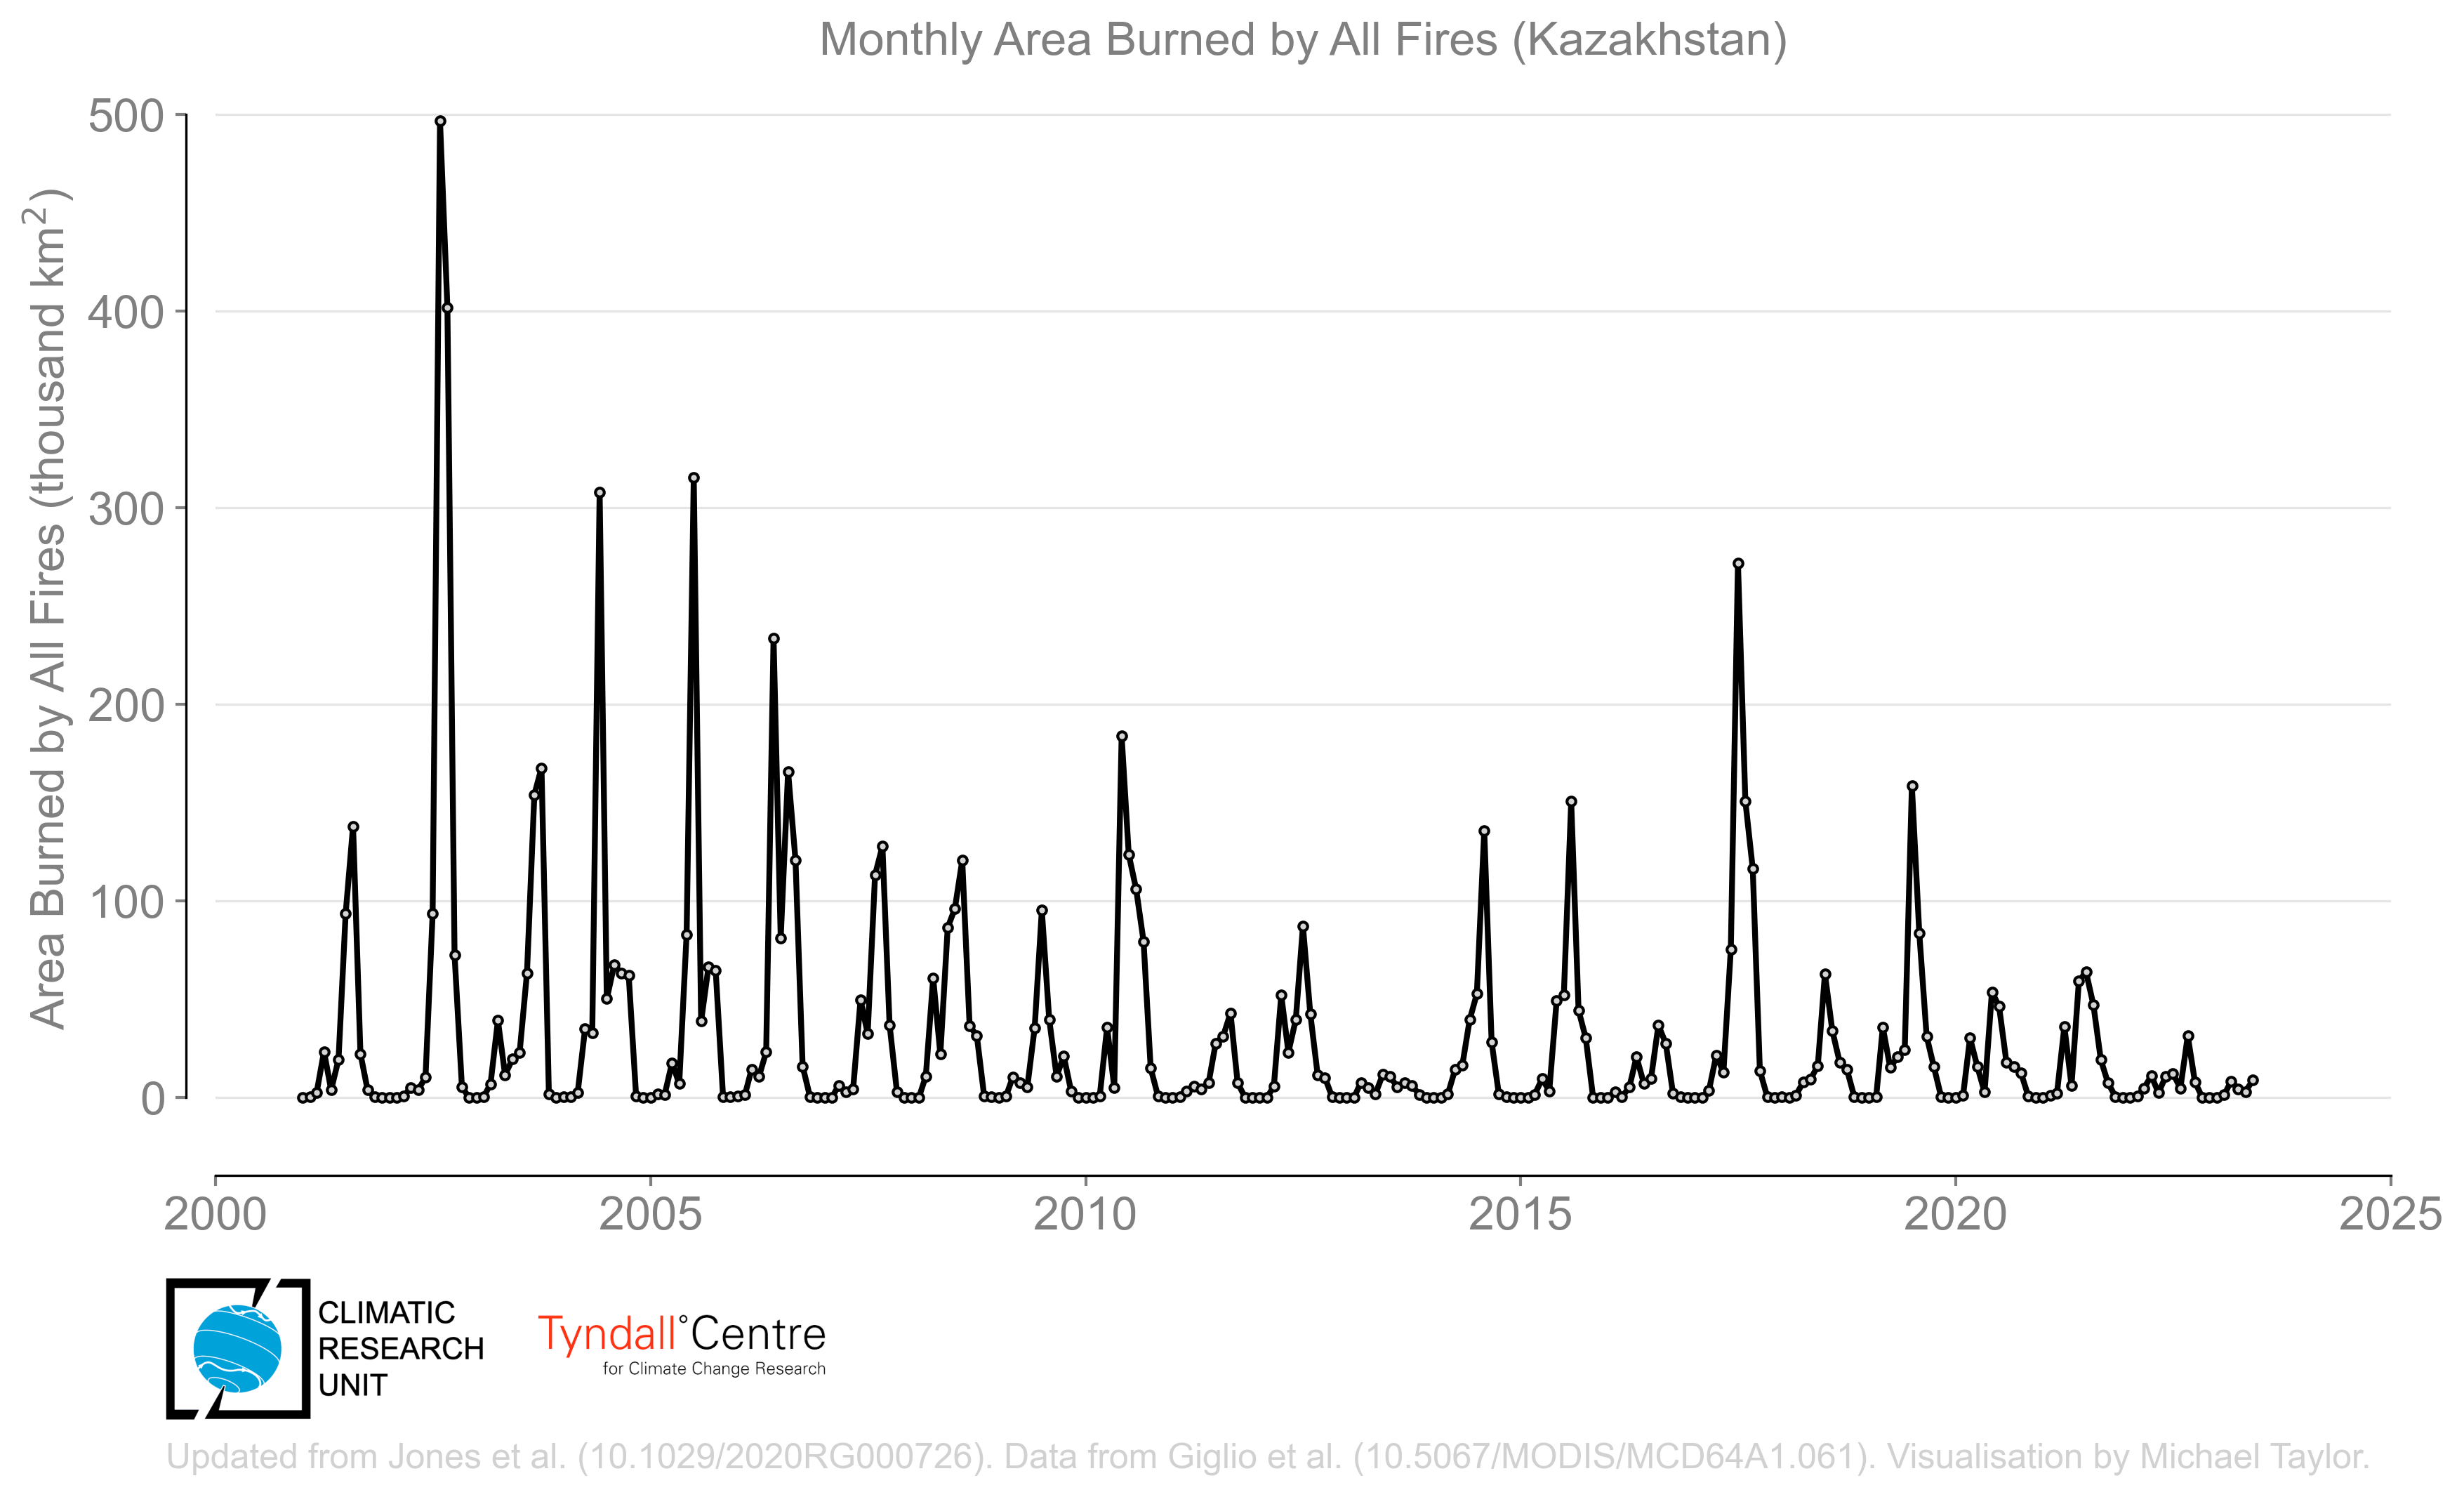 Monthly Area Burned by All Fires (Kazakhstan)
Area Burned by All Fires (thousand km²)
500
400
300
200
100
0
2000 2005 2010 2015 2020 2025
CLIMATIC
RESEARCH
UNIT
Tyndall°Centre
for Climate Change Research
Updated from Jones et al. (10.1029/2020RG000726). Data from Giglio et al. (10.5067/MODIS/MCD64A1.061). Visualisation by Michael Taylor.